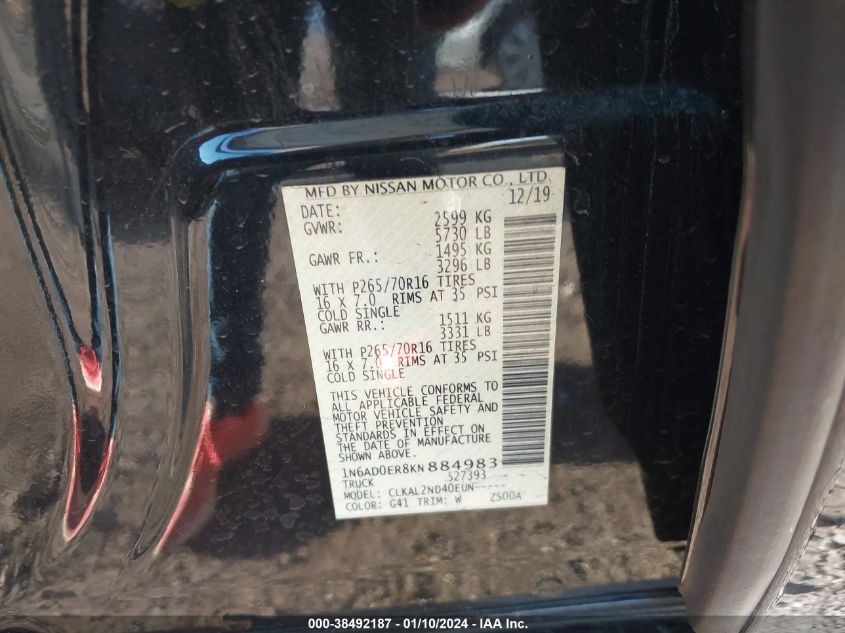 MFD BY NISSAN MOTOR CO., LTD.
DATE: 12/19
GVWR: 2599 KG
5730 LB
GAWR FR.: 1495 KG
3296 LB
WITH P265/70R16 TIRES
16 X 7.0 RIMS AT 35 PSI
COLD SINGLE
GAWR RR.: 1511 KG
3331 LB
WITH P265/70R16 TIRES
16 X 7.0 RIMS AT 35 PSI
COLD SINGLE
THIS VEHICLE CONFORMS TO
ALL APPLICABLE FEDERAL
MOTOR VEHICLE SAFETY AND
THEFT PREVENTION
STANDARDS IN EFFECT ON
THE DATE OF MANUFACTURE
SHOWN ABOVE.
1N6AD0ER8KN884983
TRUCK 527393
MODEL: CLKAL2ND40EUN-----
COLOR: G41 TRIM: W ZS00A
000-38492187 - 01/10/2024 - IAA Inc.